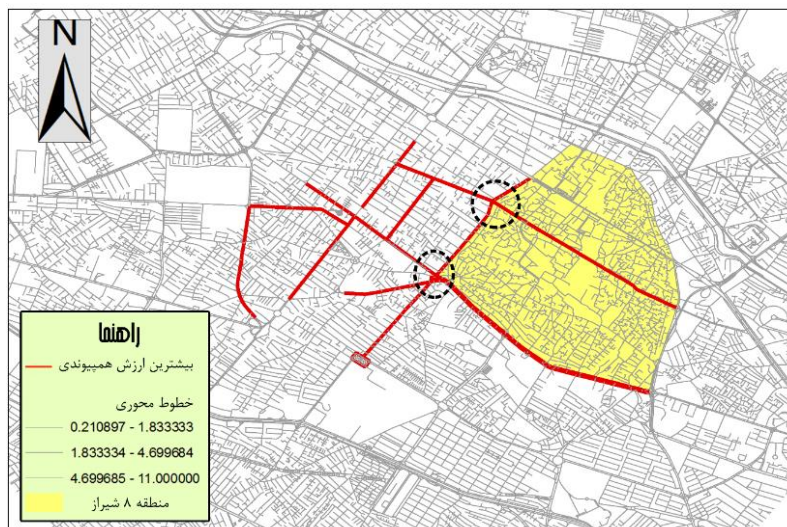 N
راهنما
بیشترین ارزش همپیوندی
خطوط محوری
0.210897 - 1.833333
1.833334 - 4.699684
4.699685 - 11.000000
منطقه ۸ شیراز